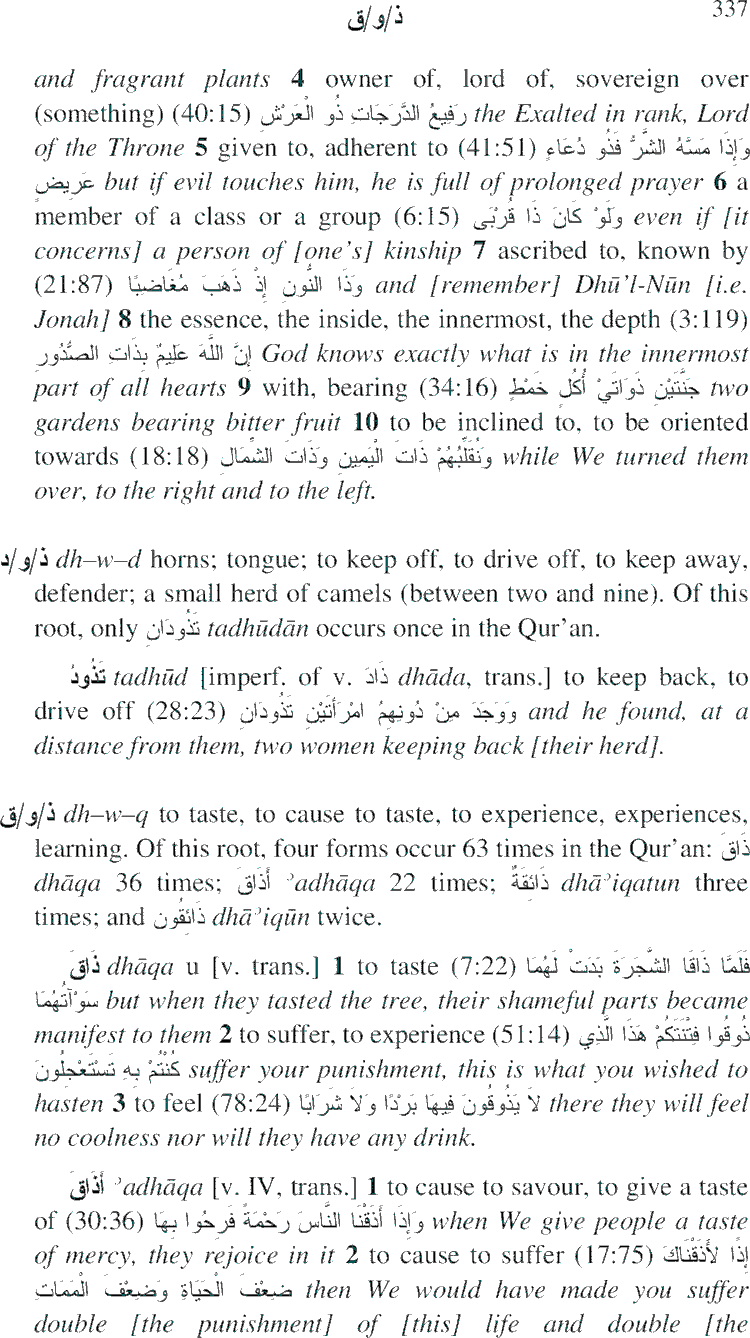 ذ/و/ق 337
and fragrant plants 4 owner of, lord of, sovereign over
(something) (40:15) رَفِيعُ الدَّرَجَاتِ ذُو الْعَرْشِ the Exalted in rank, Lord
of the Throne 5 given to, adherent to (41:51) وَإِذَا مَسَّهُ الشَّرُّ فَذُو دُعَاءٍ
عَرِيضٍ but if evil touches him, he is full of prolonged prayer 6 a
member of a class or a group (6:15) وَلَوْ كَانَ ذَا قُرْبَى even if [it
concerns] a person of [one's] kinship 7 ascribed to, known by
(21:87) وَذَا النُّونِ إِذْ ذَهَبَ مُغَاضِبًا and [remember] Dhū'l-Nūn [i.e.
Jonah] 8 the essence, the inside, the innermost, the depth (3:119)
إِنَّ اللَّهَ عَلِيمٌ بِذَاتِ الصُّدُورِ God knows exactly what is in the innermost
part of all hearts 9 with, bearing (34:16) جَنَّتَيْنِ ذَوَاتَيْ أُكُلٍ خَمْطٍ two
gardens bearing bitter fruit 10 to be inclined to, to be oriented
towards (18:18) وَنُقَلِّبُهُمْ ذَاتَ الْيَمِينِ وَذَاتَ الشِّمَالِ while We turned them
over, to the right and to the left.
ذ/و/د dh–w–d horns; tongue; to keep off, to drive off, to keep away,
defender; a small herd of camels (between two and nine). Of this
root, only تَذُودَانِ tadhūdān occurs once in the Qur'an.
تَذُودُ tadhūd [imperf. of v. ذَادَ dhāda, trans.] to keep back, to
drive off (28:23) وَوَجَدَ مِنْ دُونِهِمُ امْرَأَتَيْنِ تَذُودَانِ and he found, at a
distance from them, two women keeping back [their herd].
ذ/و/ق dh–w–q to taste, to cause to taste, to experience, experiences,
learning. Of this root, four forms occur 63 times in the Qur'an: ذَاقَ
dhāqa 36 times; أَذَاقَ ʾadhāqa 22 times; ذَائِقَةٌ dhāʾiqatun three
times; and ذَائِقُون dhāʾiqūn twice.
ذَاقَ dhāqa u [v. trans.] 1 to taste (7:22) فَلَمَّا ذَاقَا الشَّجَرَةَ بَدَتْ لَهُمَا
سَوْآتُهُمَا but when they tasted the tree, their shameful parts became
manifest to them 2 to suffer, to experience (51:14) ذُوقُوا فِتْنَتَكُمْ هَذَا الَّذِي
كُنْتُمْ بِهِ تَسْتَعْجِلُونَ suffer your punishment, this is what you wished to
hasten 3 to feel (78:24) لاَ يَذُوقُونَ فِيهَا بَرْدًا وَلاَ شَرَابًا there they will feel
no coolness nor will they have any drink.
أَذَاقَ ʾadhāqa [v. IV, trans.] 1 to cause to savour, to give a taste
of (30:36) وَإِذَا أَذَقْنَا النَّاسَ رَحْمَةً فَرِحُوا بِهَا when We give people a taste
of mercy, they rejoice in it 2 to cause to suffer (17:75) إِذًا لأَذَقْنَاكَ
ضِعْفَ الْحَيَاةِ وَضِعْفَ الْمَمَاتِ then We would have made you suffer
double [the punishment] of [this] life and double [the